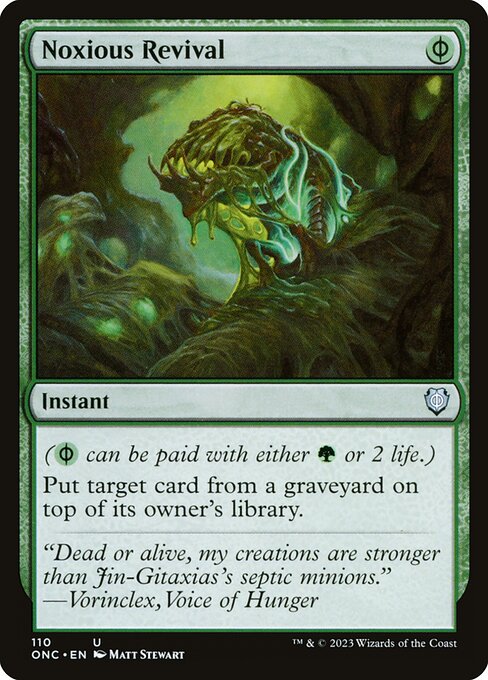 Noxious Revival
Instant
( can be paid with either or 2 life.)
Put target card from a graveyard on
top of its owner's library.
“Dead or alive, my creations are stronger
than Jin-Gitaxias's septic minions.”
—Vorinclex, Voice of Hunger
110 U
ONC • EN Matt Stewart
™ & © 2023 Wizards of the Coast